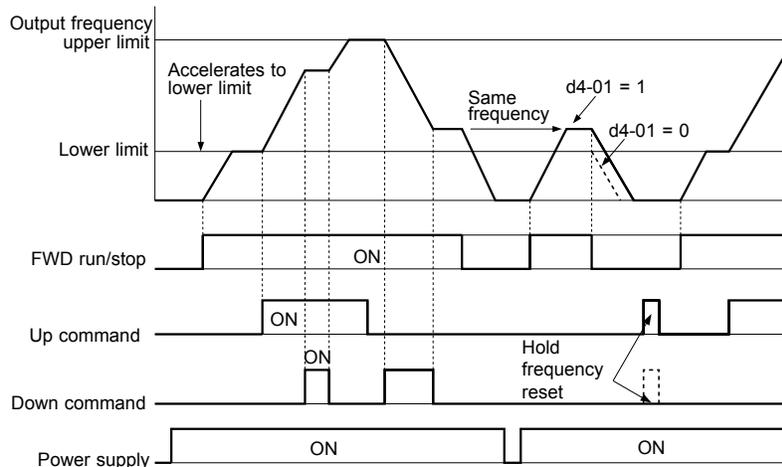 Output frequency
upper limit
Accelerates to
lower limit
Same
frequency
d4-01 = 1
d4-01 = 0
Lower limit
FWD run/stop
ON
Up command
ON
ON
Hold
frequency
reset
Down command
Power supply
ON
ON